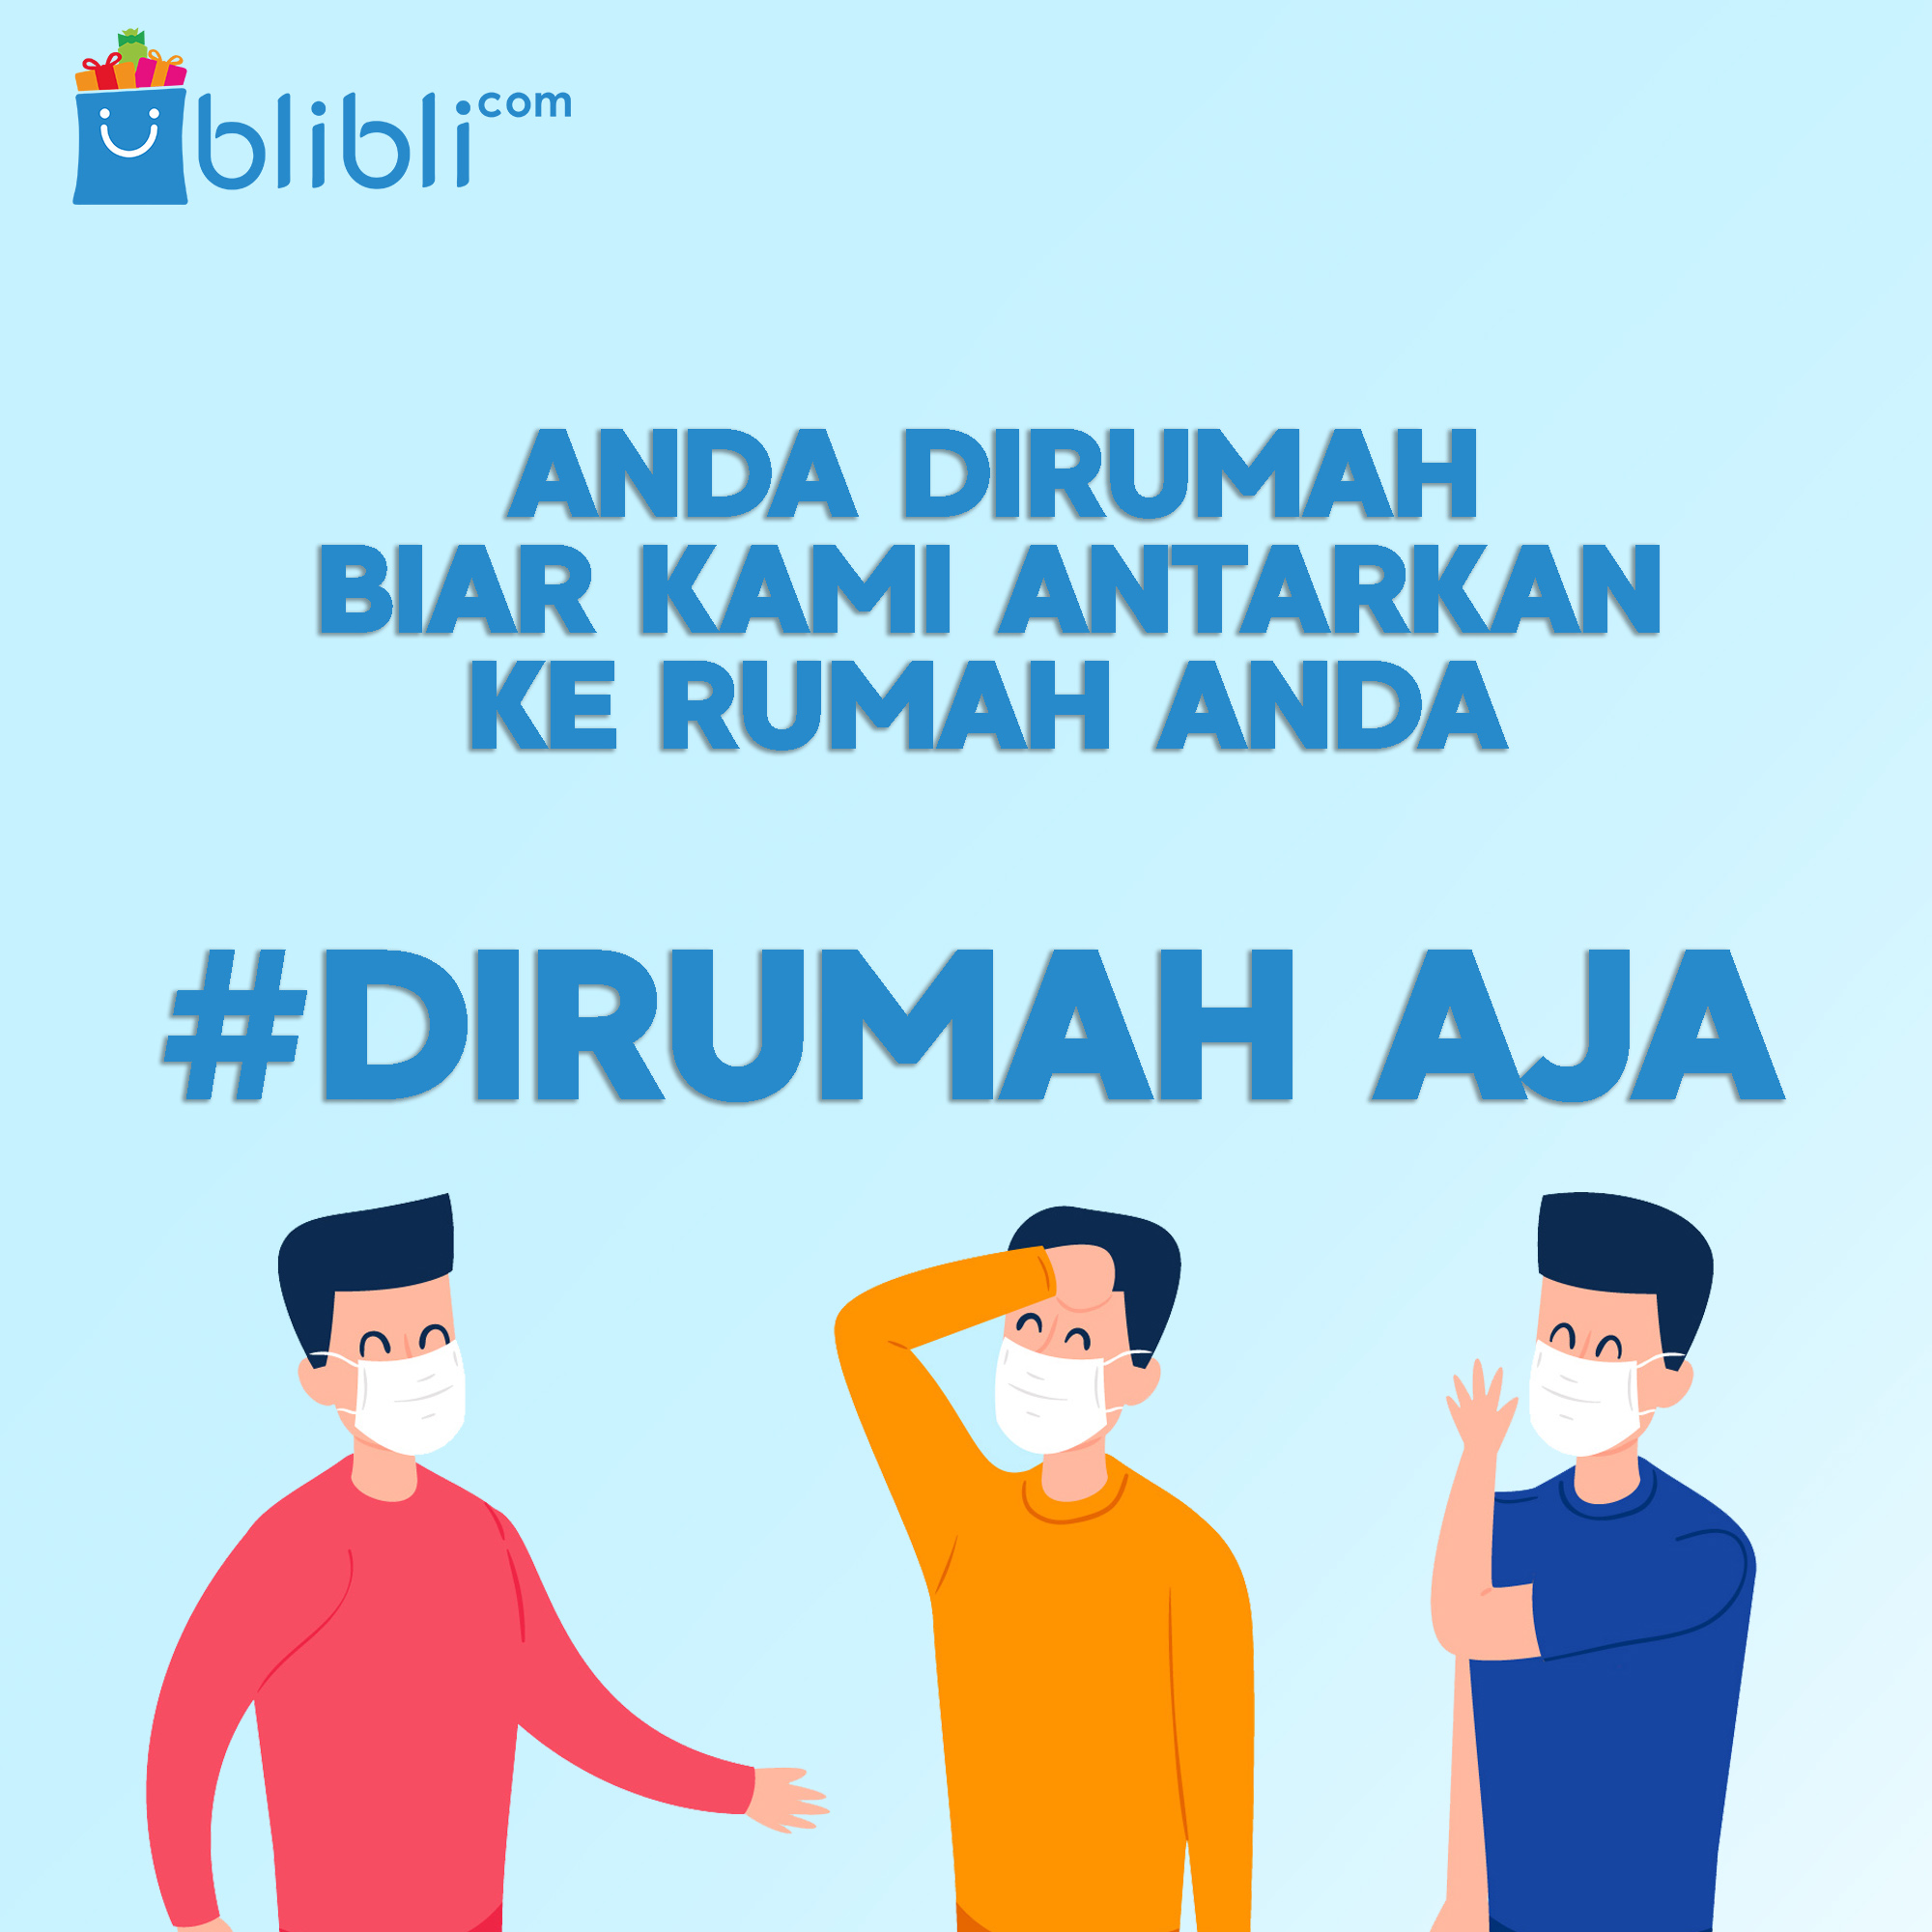 blibli.com
ANDA DIRUMAH
BIAR KAMI ANTARKAN
KE RUMAH ANDA
#DIRUMAH AJA